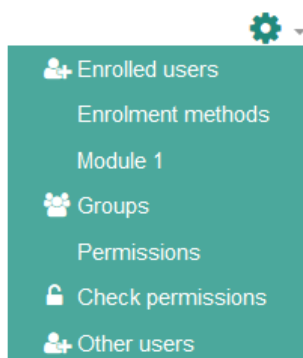 Enrolled users
Enrolment methods
Module 1
Groups
Permissions
Check permissions
Other users